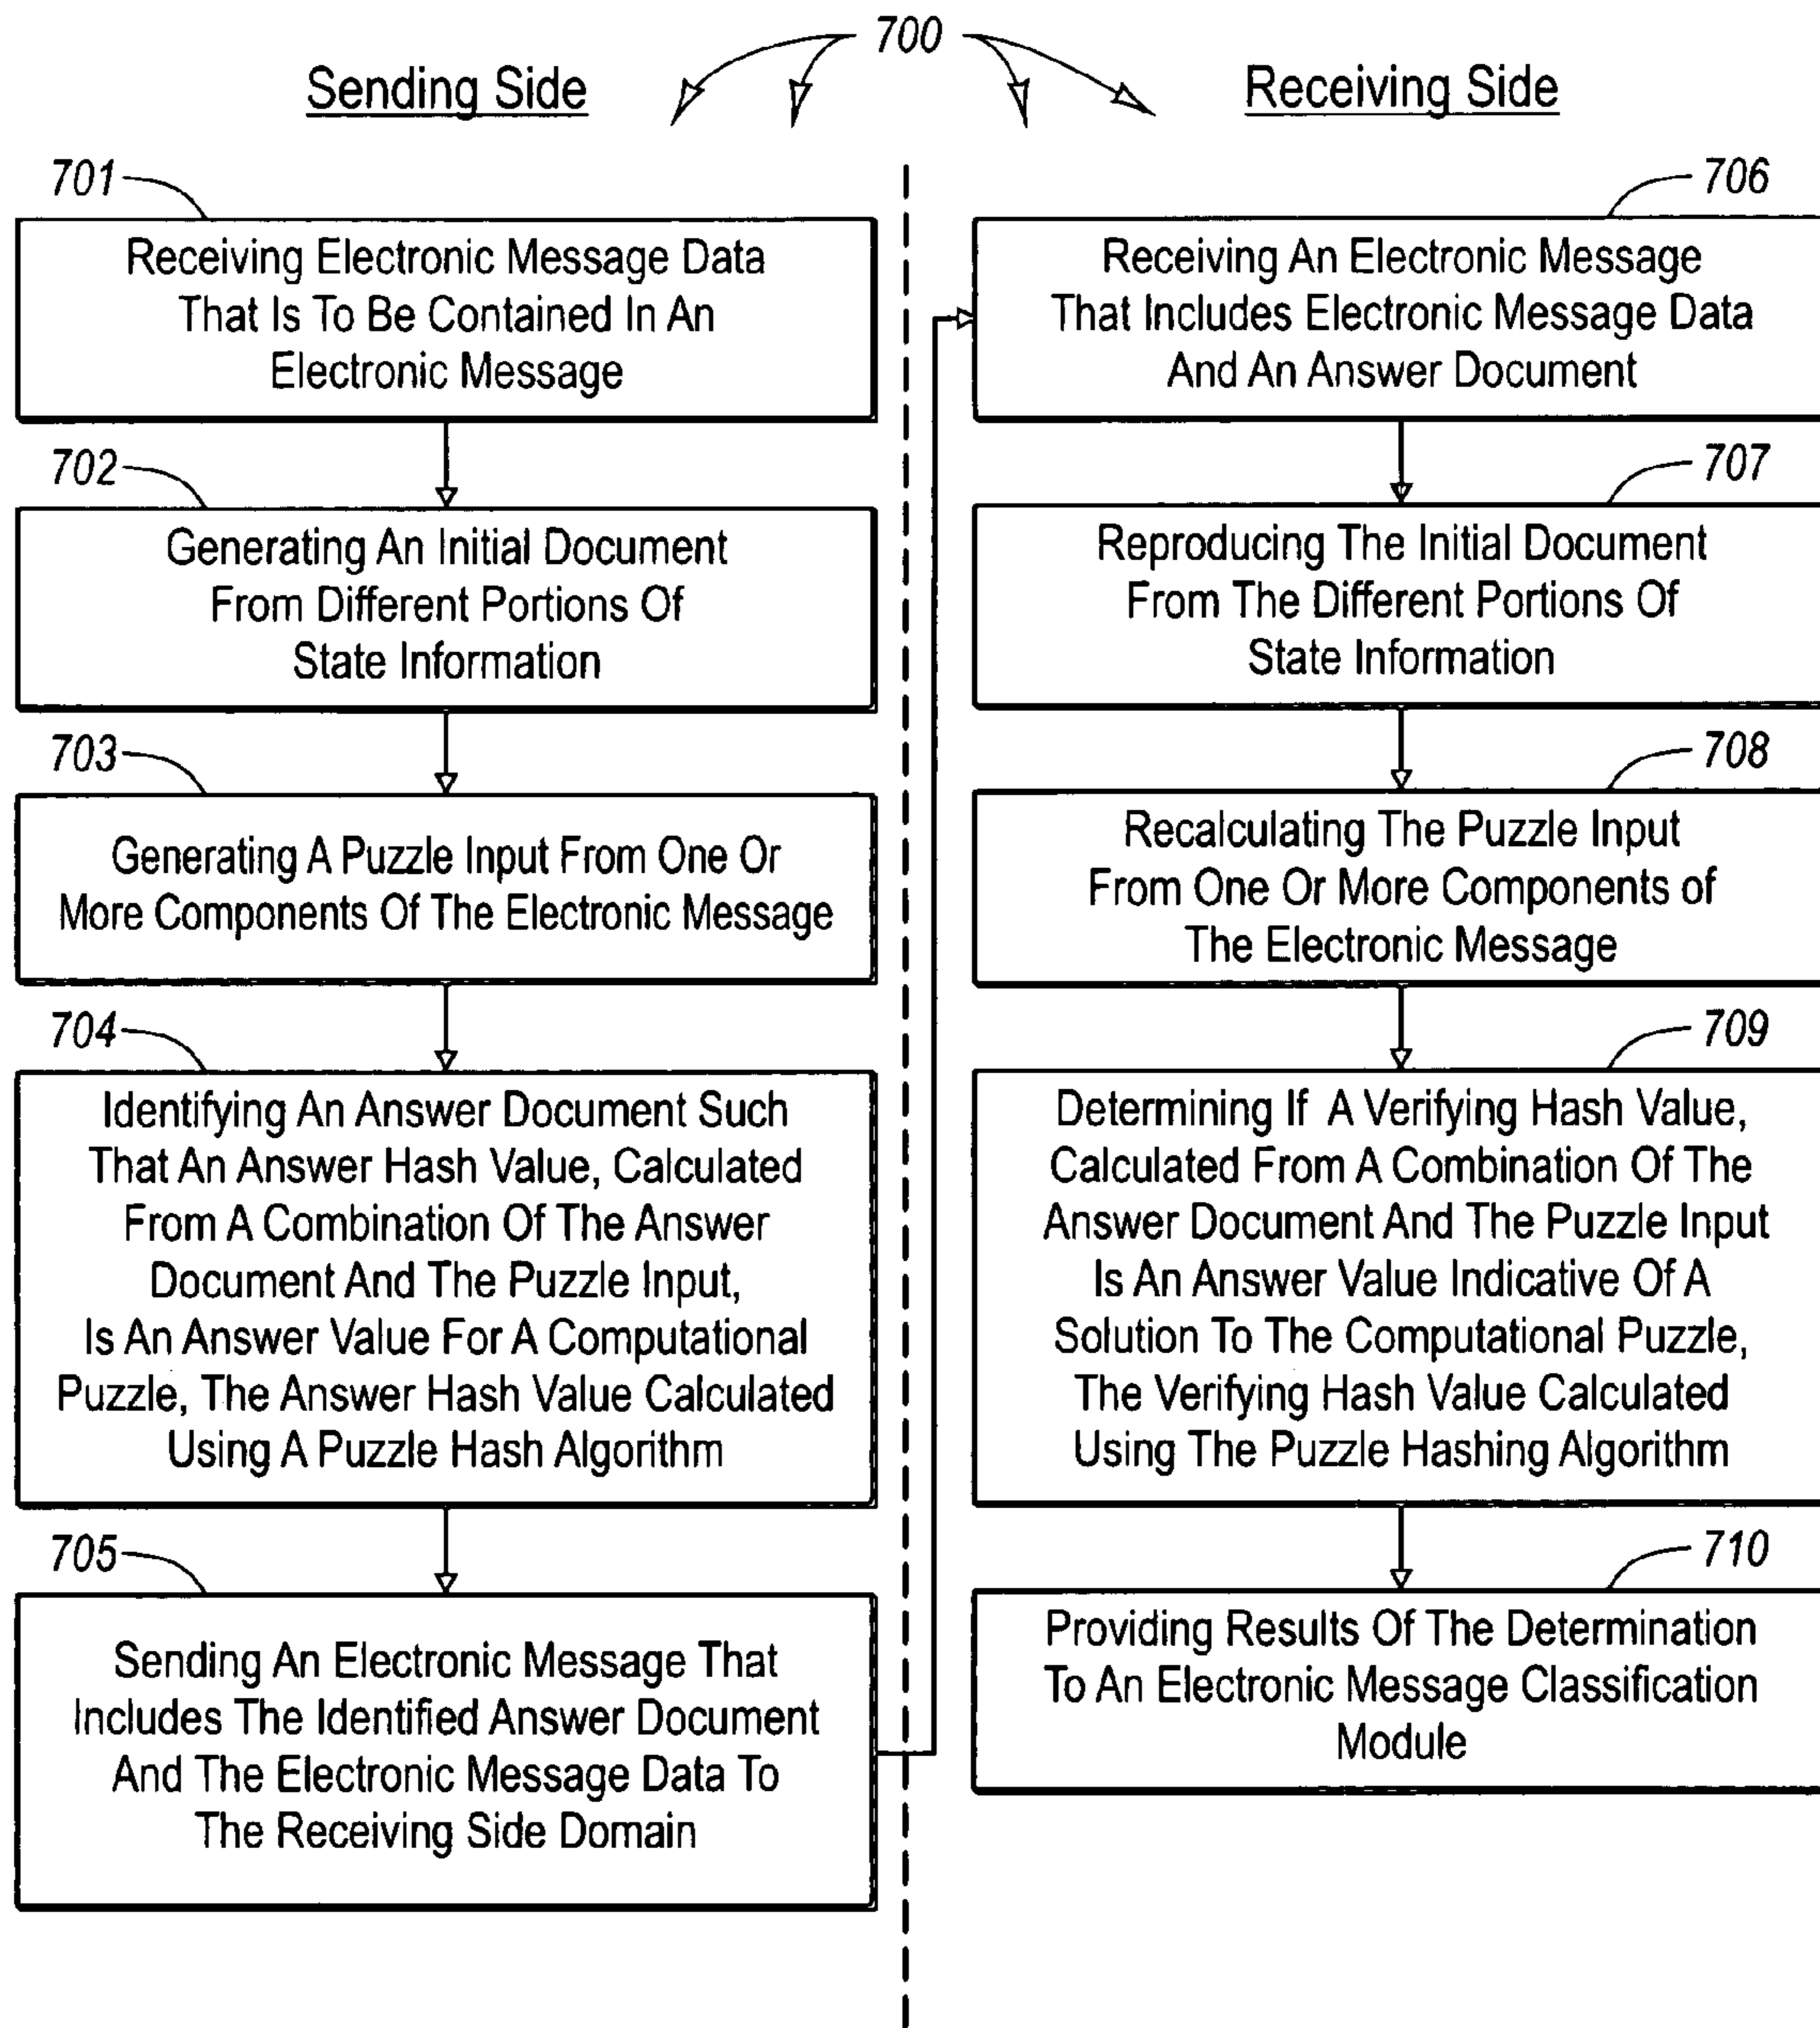 700
Sending Side
701
Receiving Electronic Message Data
That Is To Be Contained In An
Electronic Message
702
Generating An Initial Document
From Different Portions Of
State Information
703
Generating A Puzzle Input From One Or
More Components Of The Electronic Message
704
Identifying An Answer Document Such
That An Answer Hash Value, Calculated
From A Combination Of The Answer
Document And The Puzzle Input,
Is An Answer Value For A Computational
Puzzle, The Answer Hash Value Calculated
Using A Puzzle Hash Algorithm
705
Sending An Electronic Message That
Includes The Identified Answer Document
And The Electronic Message Data To
The Receiving Side Domain
Receiving Side
706
Receiving An Electronic Message
That Includes Electronic Message Data
And An Answer Document
707
Reproducing The Initial Document
From The Different Portions Of
State Information
708
Recalculating The Puzzle Input
From One Or More Components of
The Electronic Message
709
Determining If A Verifying Hash Value,
Calculated From A Combination Of The
Answer Document And The Puzzle Input
Is An Answer Value Indicative Of A
Solution To The Computational Puzzle,
The Verifying Hash Value Calculated
Using The Puzzle Hashing Algorithm
710
Providing Results Of The Determination
To An Electronic Message Classification
Module